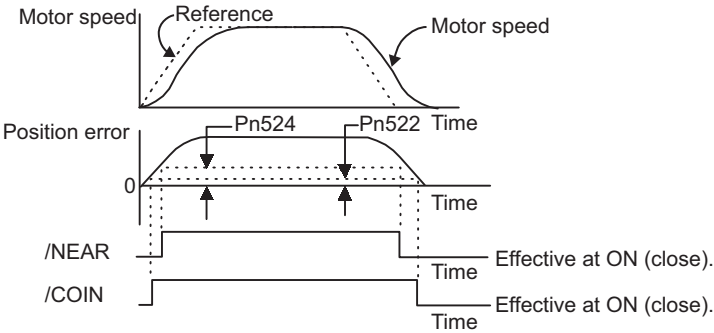 Motor speed
Reference
Motor speed
Time
Position error
Pn524
Pn522
0
Time
/NEAR
Effective at ON (close).
Time
/COIN
Effective at ON (close).
Time